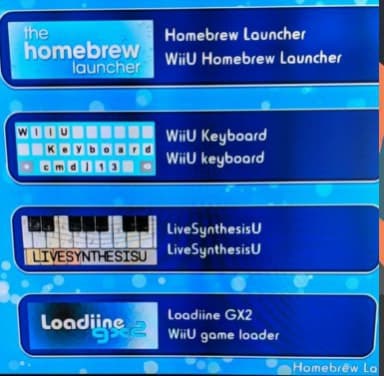 the
homebrew
launcher
Homebrew Launcher
WiiU Homebrew Launcher
W I I U
K e y b o a r d
c m d j 1 3
WiiU Keyboard
WiiU keyboard
LIVESYNTHESISU
LiveSynthesisU
LiveSynthesisU
Loadiine
gx2
Loadiine GX2
WiiU game loader
Homebrew La